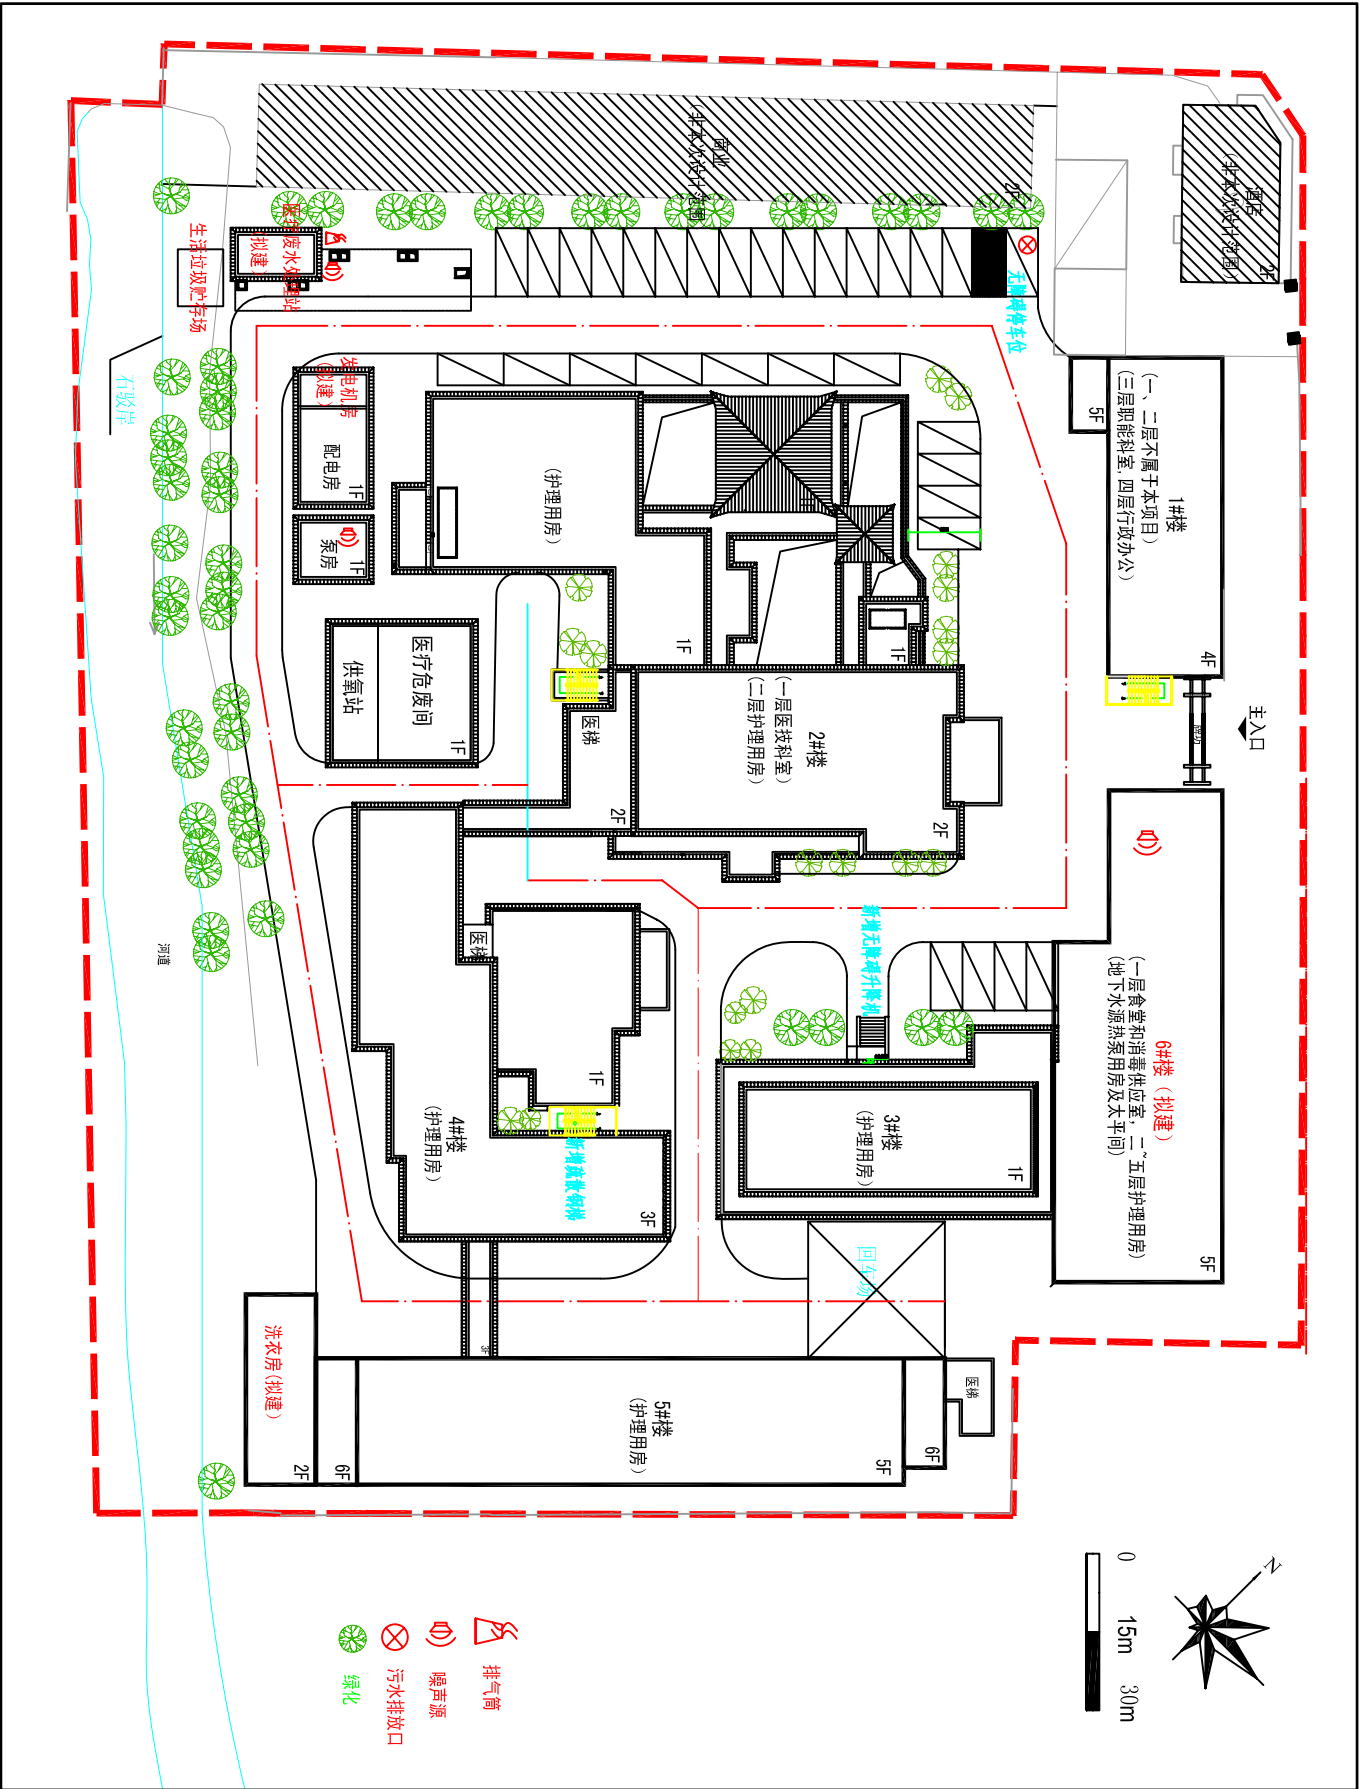 酒店
(非本次设计范围)
2F
主入口
牌坊
1#楼
(一、二层不属于本项目)
(三层职能科室,四层行政办公)
5F
4F
6#楼（拟建）
(一层食堂和消毒供应室，二~五层护理用房)
(地下水源热泵用房及太平间)
5F
商业
(非本次设计范围)
2F
无障碍停车位
2#楼
(一层医技科室)
(二层护理用房)
2F
1F
1F
(护理用房)
医梯
2F
新增无障碍升降机
3#楼
(护理用房)
1F
回车场
医梯
6F
5#楼
(护理用房)
5F
6F
3F
医梯
1F
新增疏散钢梯
4#楼
(护理用房)
3F
医疗废水处理站
（拟建）
生活垃圾贮存场
发电机房
（拟建）
配电房
1F
泵房
1F
医疗危废间
供氧站
1F
石驳岸
河道
洗衣房(拟建)
2F
N
0
15m
30m
排气筒
噪声源
污水排放口
绿化